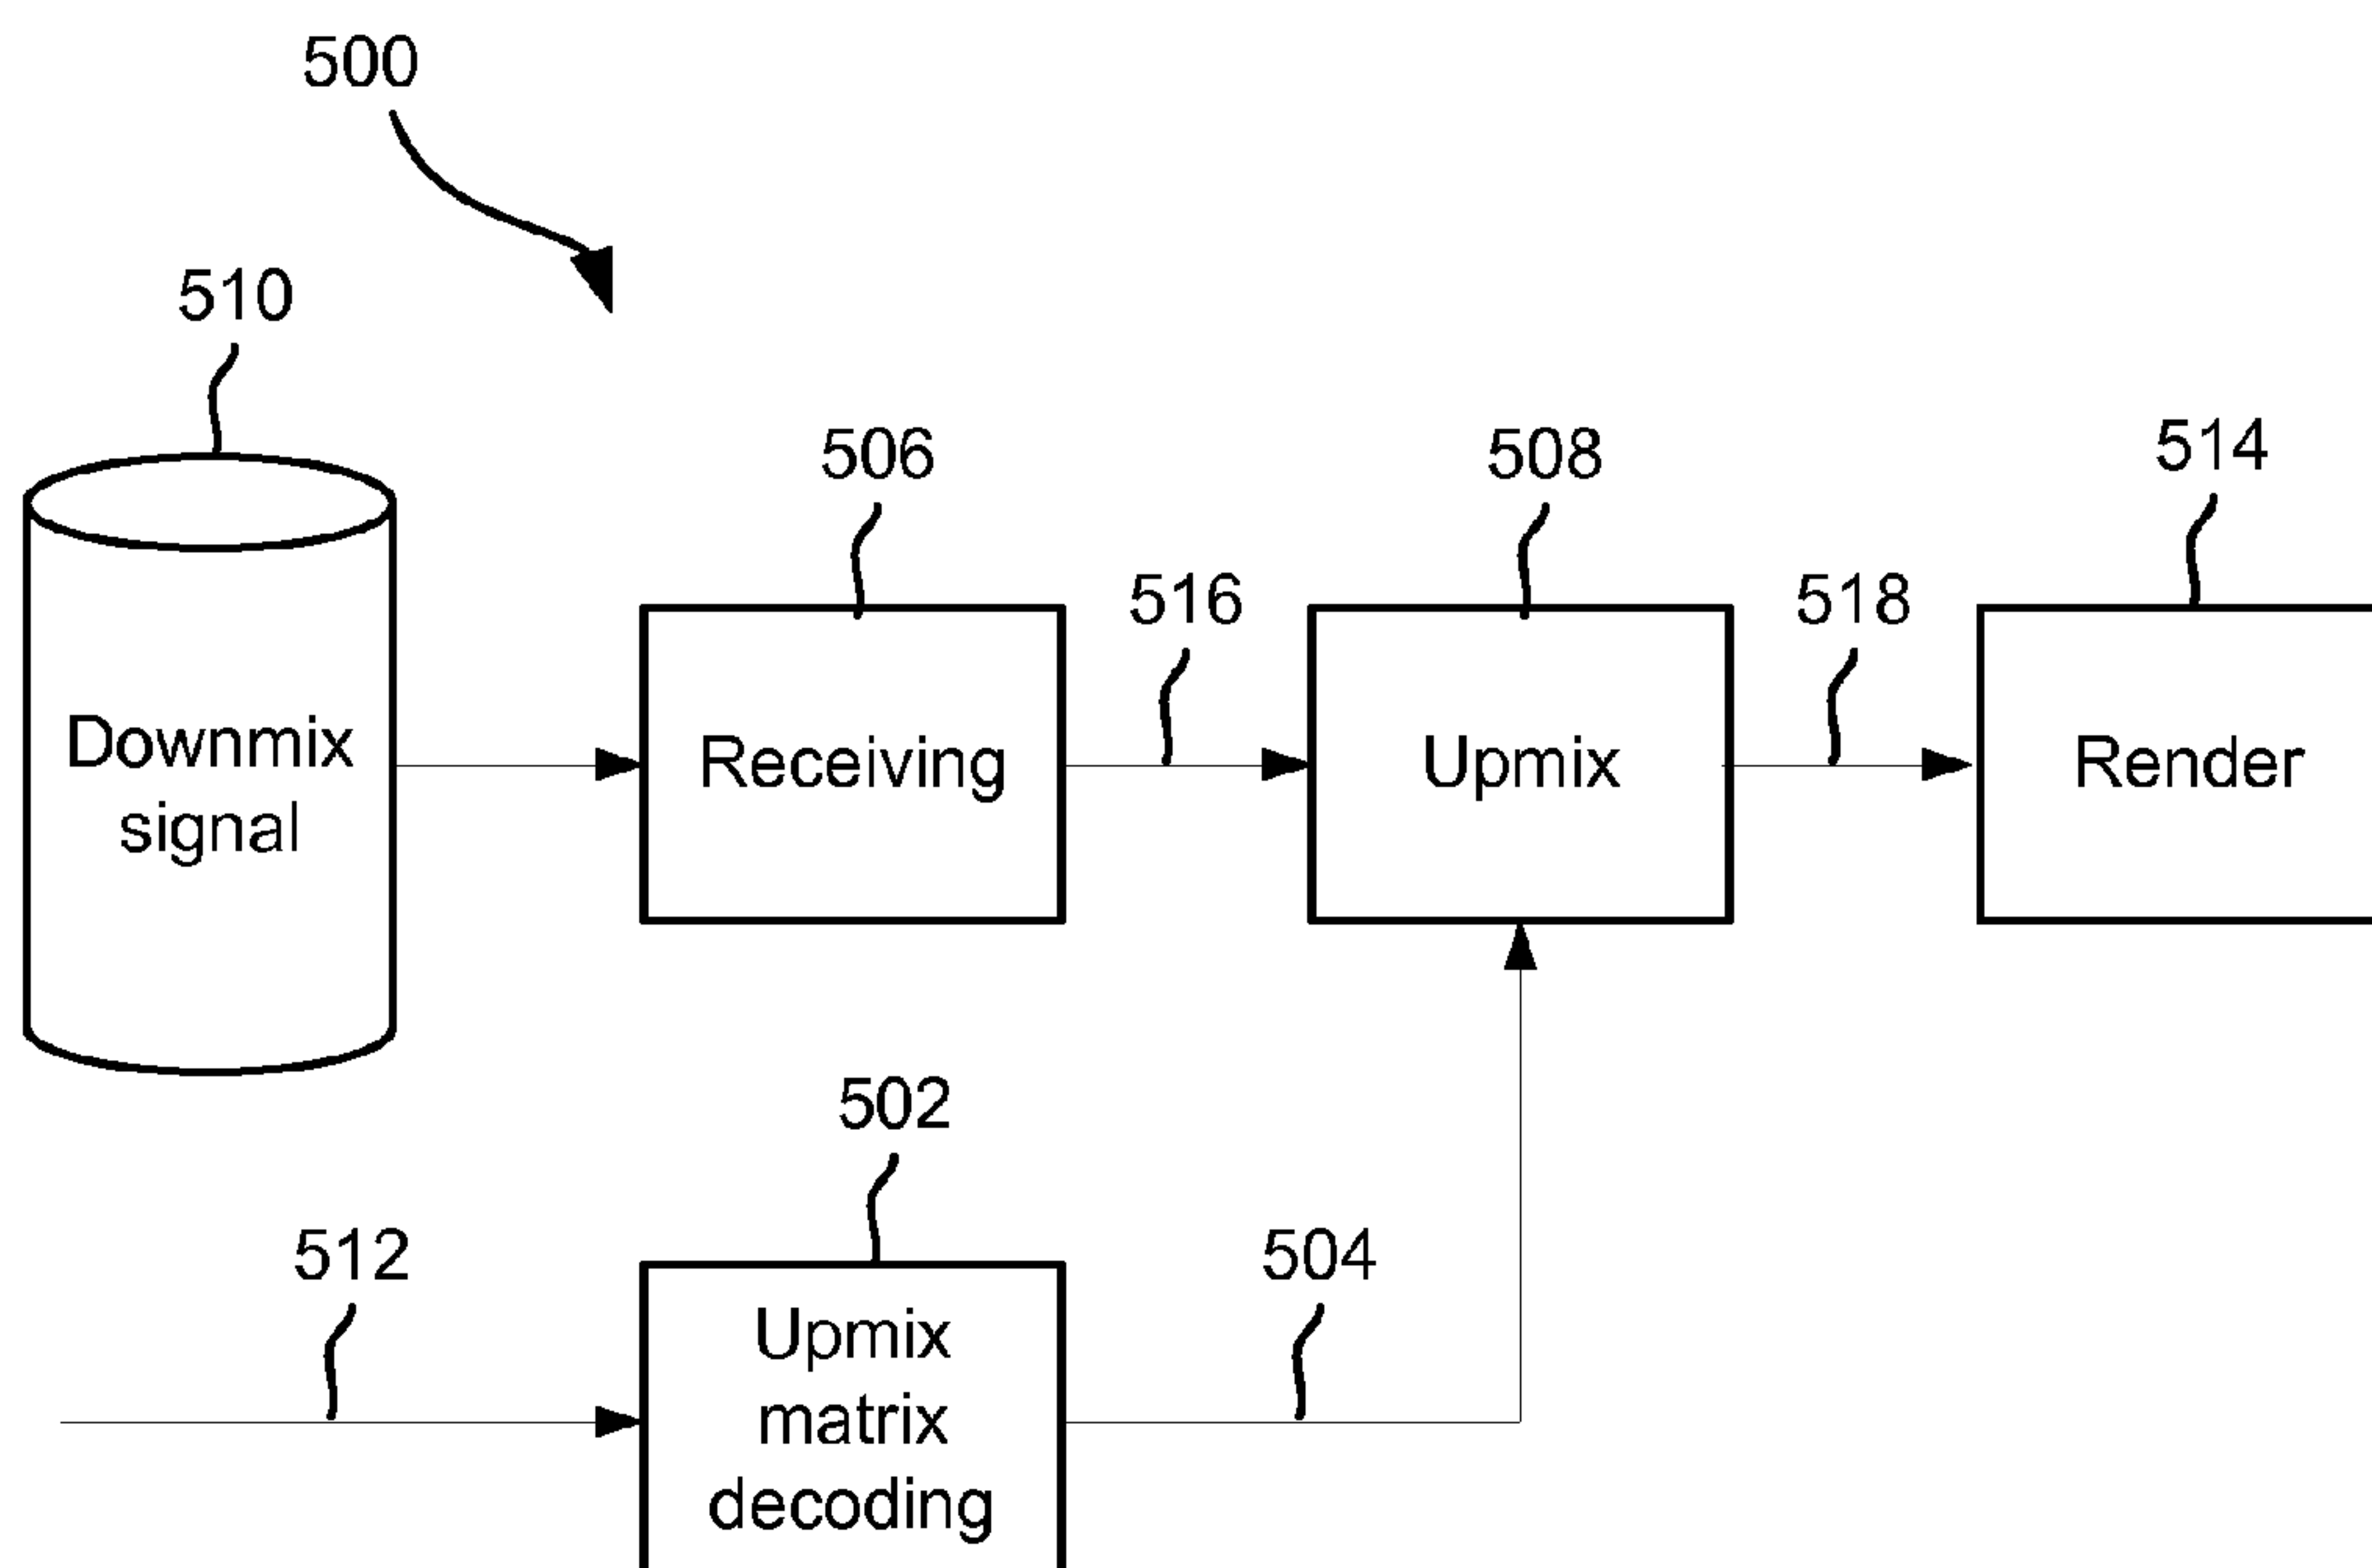 500
510
506
508
514
516
518
Downmix
signal
Receiving
Upmix
Render
502
512
504
Upmix
matrix
decoding